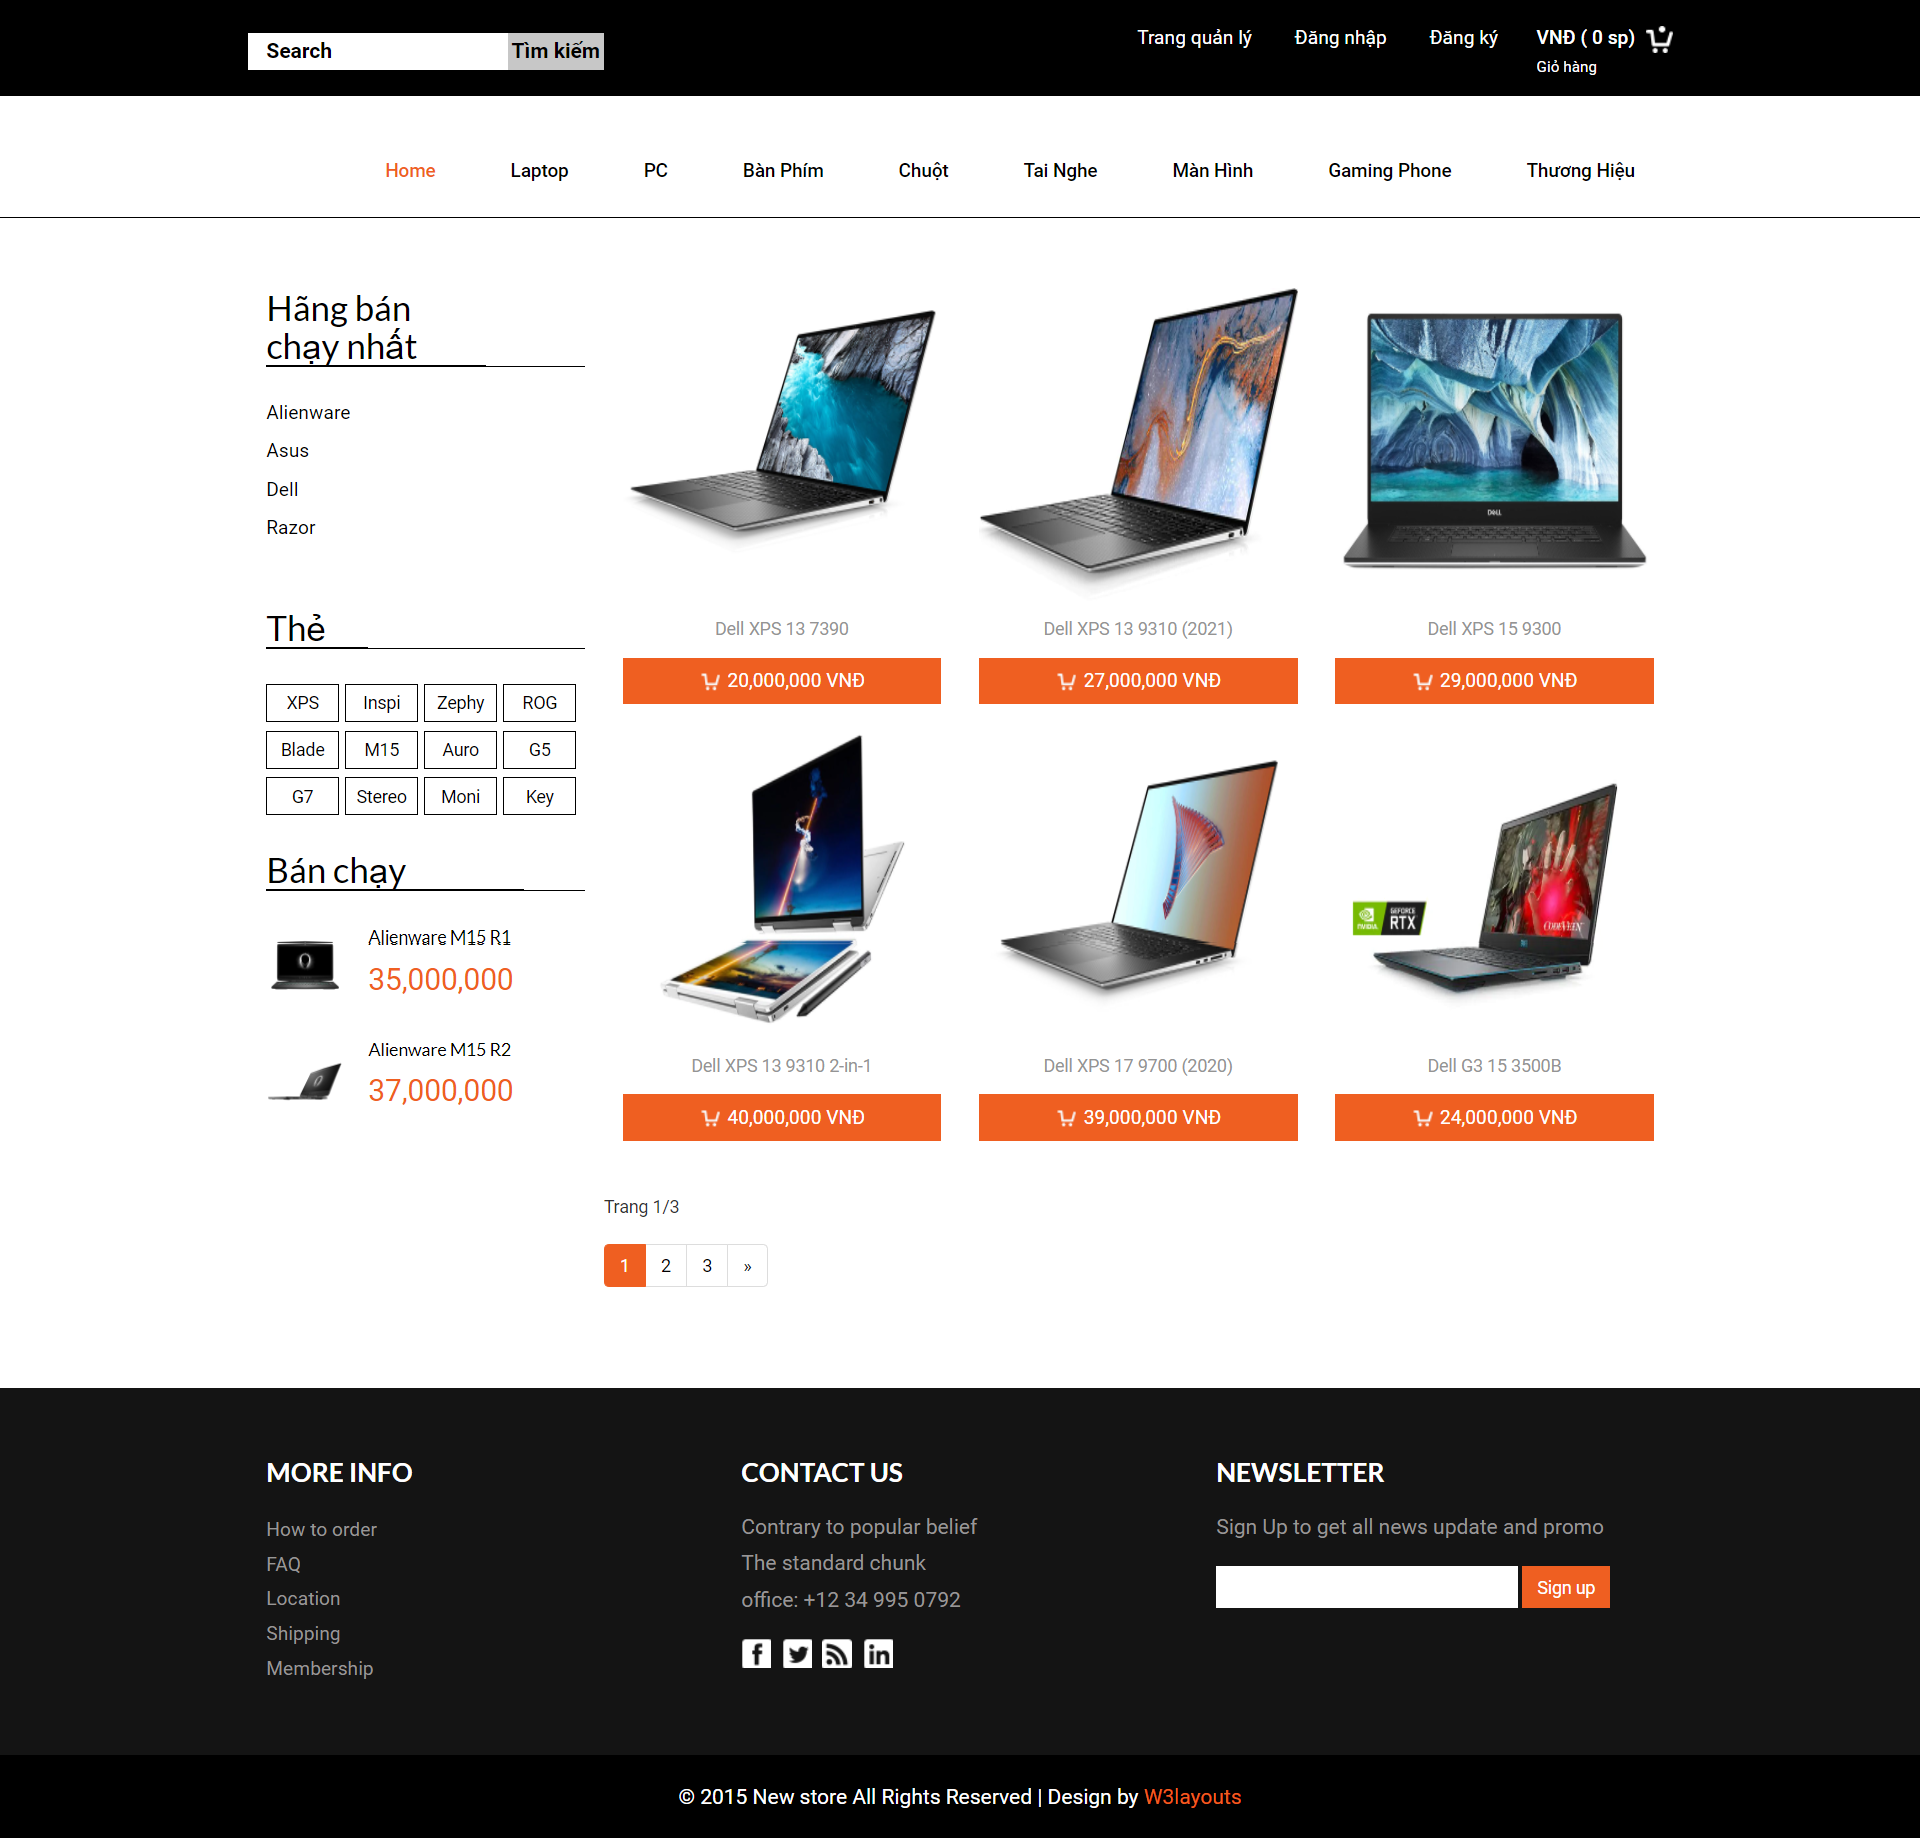 Search
Tìm kiếm
Trang quản lý
Đăng nhập
Đăng ký
VNĐ ( 0 sp)
Giỏ hàng
Home
Laptop
PC
Bàn Phím
Chuột
Tai Nghe
Màn Hình
Gaming Phone
Thương Hiệu
Hãng bán
chạy nhất
Alienware
Asus
Dell
Razor
Thẻ
XPS
Inspi
Zephy
ROG
Blade
M15
Auro
G5
G7
Stereo
Moni
Key
Bán chạy
Alienware M15 R1
35,000,000
Alienware M15 R2
37,000,000
DELL
Dell XPS 13 7390
Dell XPS 13 9310 (2021)
Dell XPS 15 9300
20,000,000 VNĐ
27,000,000 VNĐ
29,000,000 VNĐ
NVIDIA
GEFORCE
RTX
CODE VEIN
Dell XPS 13 9310 2-in-1
Dell XPS 17 9700 (2020)
Dell G3 15 3500B
40,000,000 VNĐ
39,000,000 VNĐ
24,000,000 VNĐ
Trang 1/3
1
2
3
»
MORE INFO
How to order
FAQ
Location
Shipping
Membership
CONTACT US
Contrary to popular belief
The standard chunk
office: +12 34 995 0792
NEWSLETTER
Sign Up to get all news update and promo
Sign up
© 2015 New store All Rights Reserved | Design by W3layouts